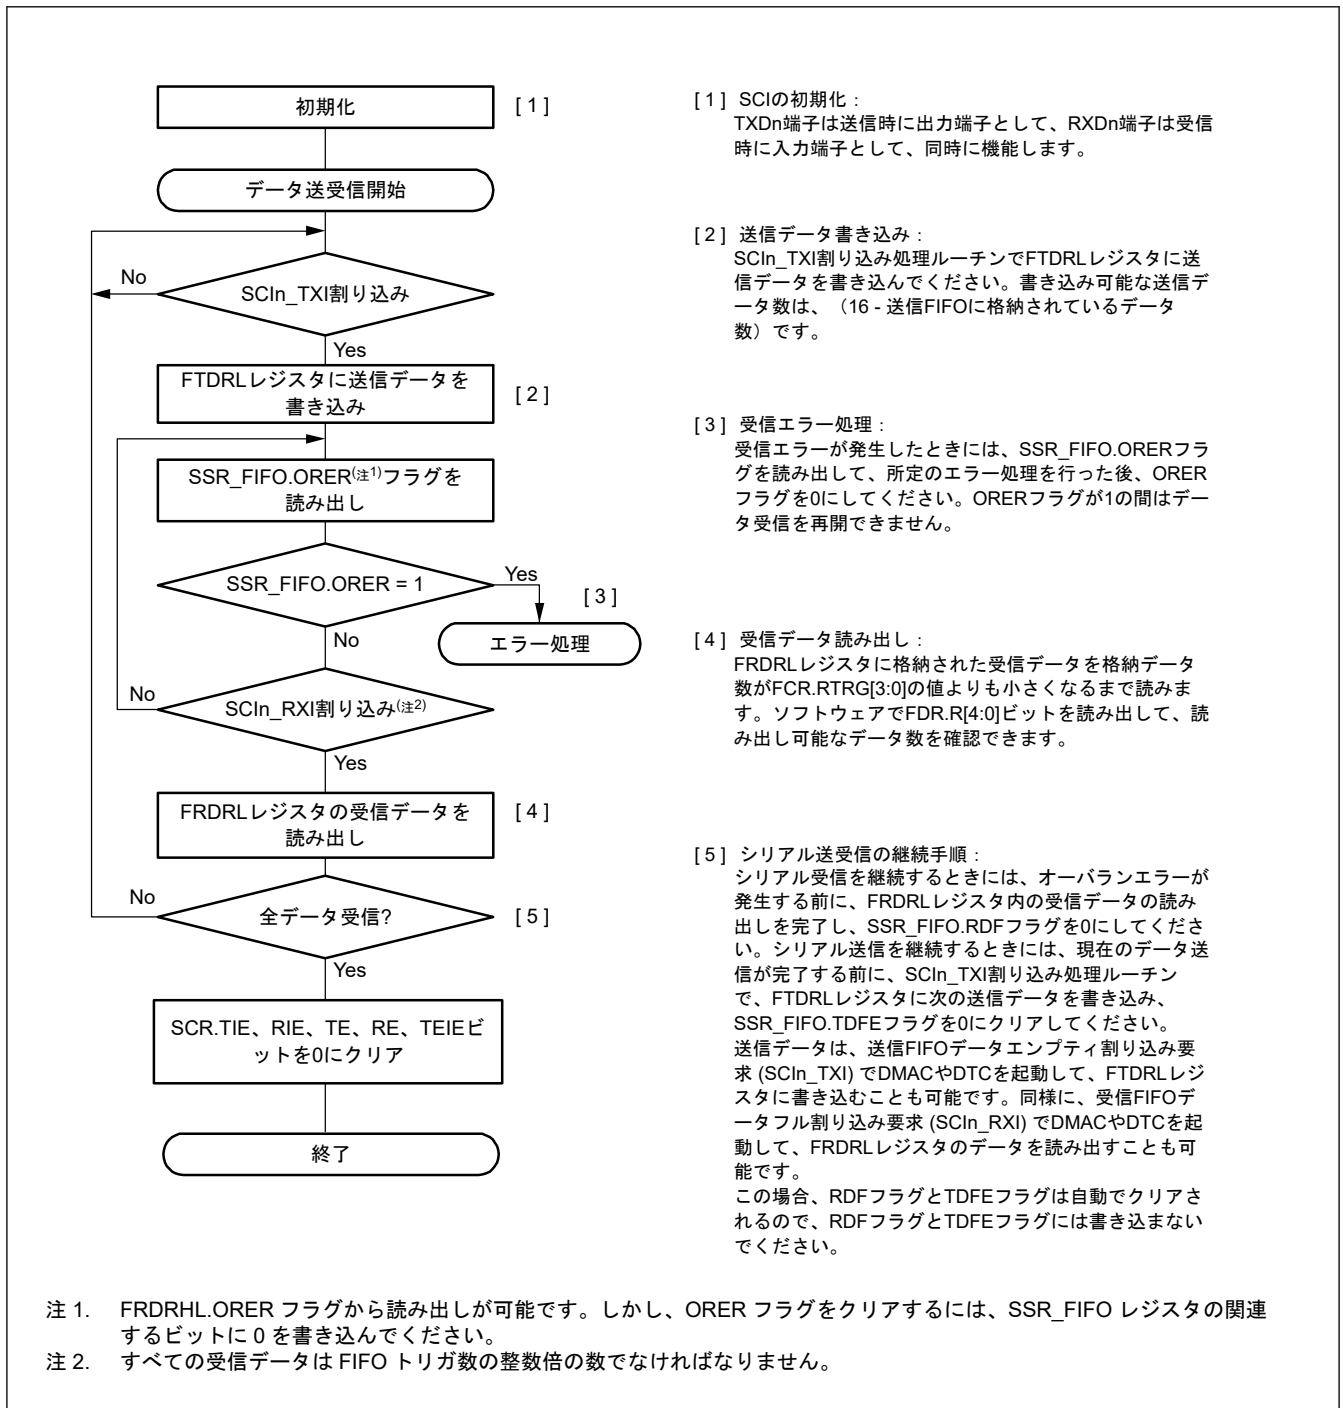 初期化
[ 1 ]
データ送受信開始
No
SCIn_TXI割り込み
Yes
FTDRLレジスタに送信データを
書き込み
[ 2 ]
SSR_FIFO.ORER(注1)フラグを
読み出し
SSR_FIFO.ORER = 1
Yes
[ 3 ]
No
エラー処理
No
SCIn_RXI割り込み(注2)
Yes
FRDRLレジスタの受信データを
読み出し
[ 4 ]
No
全データ受信?
[ 5 ]
Yes
SCR.TIE、RIE、TE、RE、TEIEビ
ットを0にクリア
終了
[ 1 ] SCIの初期化：
TXDn端子は送信時に出力端子として、RXDn端子は受信
時に入力端子として、同時に機能します。
[ 2 ] 送信データ書き込み：
SCIn_TXI割り込み処理ルーチンでFTDRLレジスタに送
信データを書き込んでください。書き込み可能な送信デ
ータ数は、（16 - 送信FIFOに格納されているデータ
数）です。
[ 3 ] 受信エラー処理：
受信エラーが発生したときには、SSR_FIFO.ORERフラ
グを読み出して、所定のエラー処理を行った後、ORER
フラグを0にしてください。ORERフラグが1の間はデー
タ受信を再開できません。
[ 4 ] 受信データ読み出し：
FRDRLレジスタに格納された受信データを格納データ
数がFCR.RTRG[3:0]の値よりも小さくなるまで読みま
す。ソフトウェアでFDR.R[4:0]ビットを読み出して、読
み出し可能なデータ数を確認できます。
[ 5 ] シリアル送受信の継続手順：
シリアル受信を継続するときには、オーバランエラーが
発生する前に、FRDRLレジスタ内の受信データの読み
出しを完了し、SSR_FIFO.RDFフラグを0にしてくださ
い。シリアル送信を継続するときには、現在のデータ送
信が完了する前に、SCIn_TXI割り込み処理ルーチン
で、FTDRLレジスタに次の送信データを書き込み、
SSR_FIFO.TDFEフラグを0にクリアしてください。
送信データは、送信FIFOデータエンプティ割り込み要
求 (SCIn_TXI) でDMACやDTCを起動して、FTDRLレジ
スタに書き込むことも可能です。同様に、受信FIFOデ
ータフル割り込み要求 (SCIn_RXI) でDMACやDTCを起
動して、FRDRLレジスタのデータを読み出すことも可
能です。
この場合、RDFフラグとTDFEフラグは自動でクリアさ
れるので、RDFフラグとTDFEフラグには書き込まない
でください。
注 1. FRDRHL.ORER フラグから読み出しが可能です。しかし、ORER フラグをクリアするには、SSR_FIFO レジスタの関連
するビットに 0 を書き込んでください。
注 2. すべての受信データは FIFO トリガ数の整数倍の数でなければなりません。